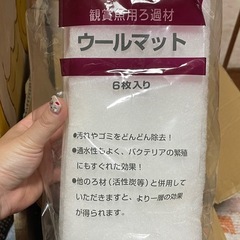 観賞魚用ろ過材
ウールマット
6枚入り
●汚れやゴミをどんどん除去!
●通水性もよく、バクテリアの繁殖
にもすぐれた効果!
●他のろ材(活性炭等)と併用して
いただきますと、より一層の効果
が得られます。